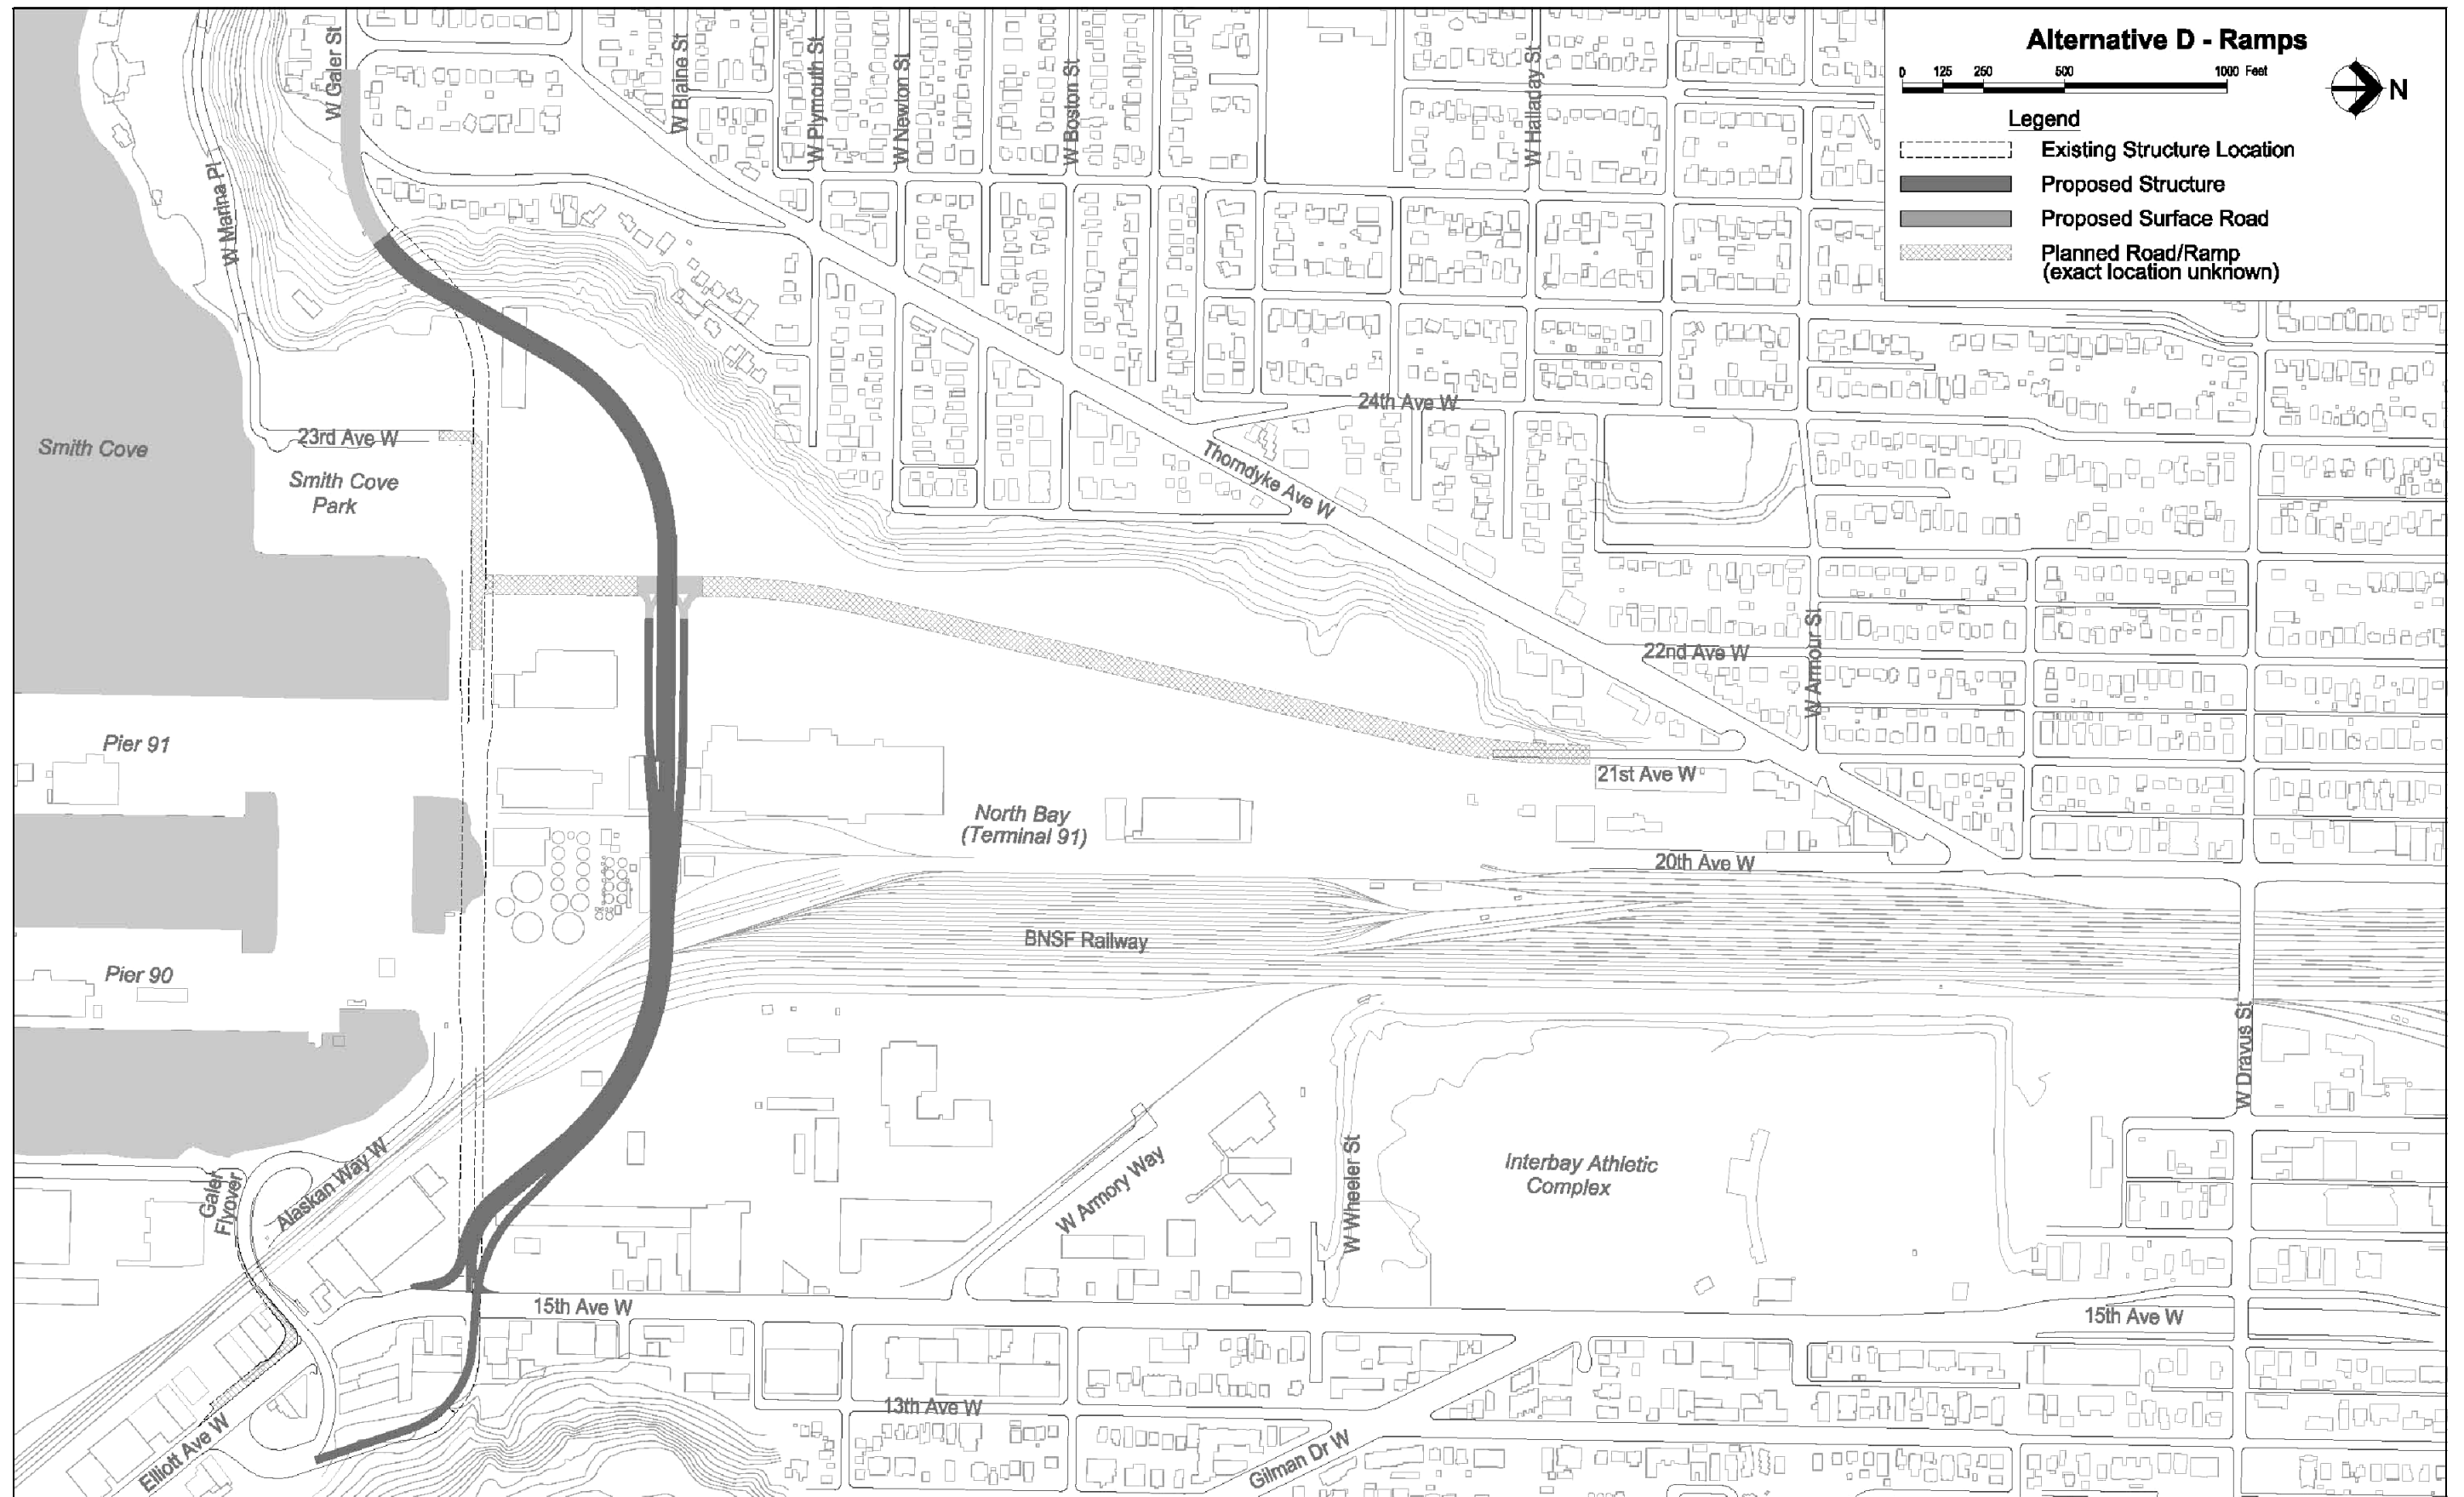 Alternative D - Ramps
0 125 250 500 1000 Feet
N
Legend
Existing Structure Location
Proposed Structure
Proposed Surface Road
Planned Road/Ramp
(exact location unknown)
W Galer St
W Blaine St
W Plymouth St
W Newton St
W Boston St
W Halladay St
W Marina Pl
24th Ave W
23rd Ave W
Smith Cove
Smith Cove
Park
Thorndyke Ave W
22nd Ave W
W Armour St
Pier 91
21st Ave W
North Bay
(Terminal 91)
20th Ave W
BNSF Railway
Pier 90
W Dravus St
Galer
Flyover
Alaskan Way W
W Armory Way
W Wheeler St
Interbay Athletic
Complex
15th Ave W
15th Ave W
13th Ave W
Elliott Ave W
Gilman Dr W